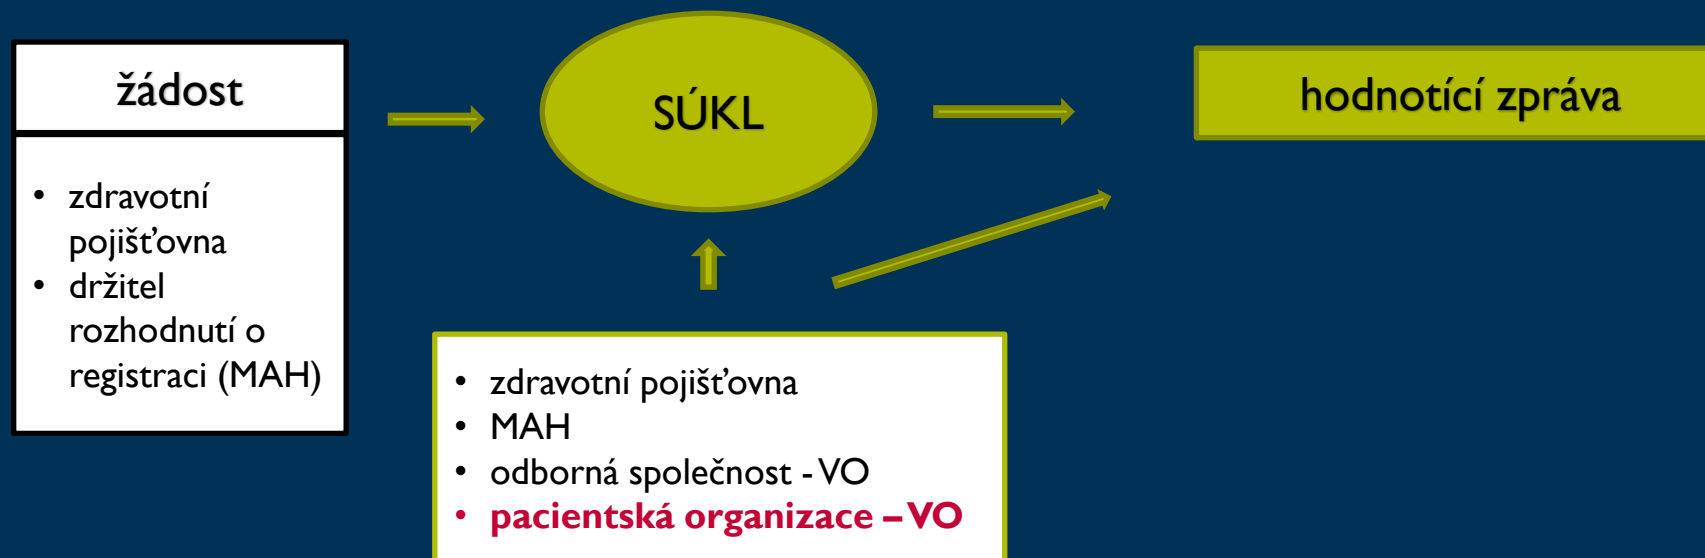 žádost
• zdravotní
pojišťovna
• držitel
rozhodnutí o
registraci (MAH)
SÚKL
hodnotící zpráva
• zdravotní pojišťovna
• MAH
• odborná společnost - VO
• pacientská organizace – VO